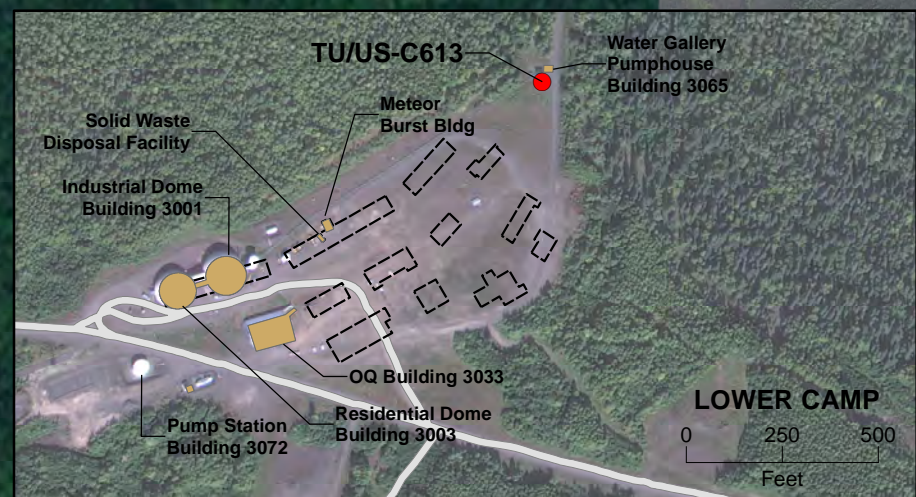 TU/US-C613
Water Gallery
Pumphouse
Building 3065
Meteor
Burst Bldg
Solid Waste
Disposal Facility
Industrial Dome
Building 3001
OQ Building 3033
Residential Dome
Building 3003
Pump Station
Building 3072
LOWER CAMP
0 250 500
Feet